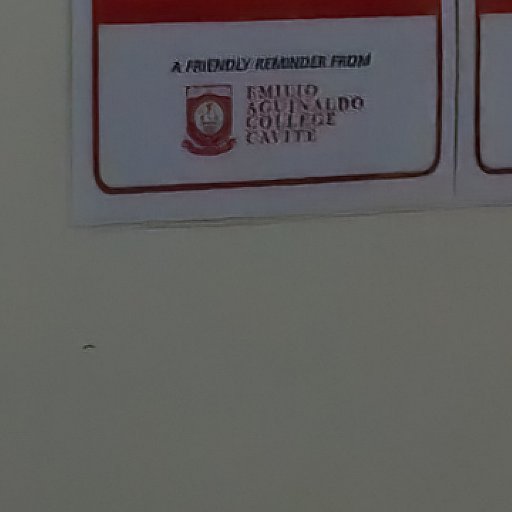 A FRIENDLY REMINDER FROM
EMILIO
AGUINALDO
COLLEGE
CAVITE